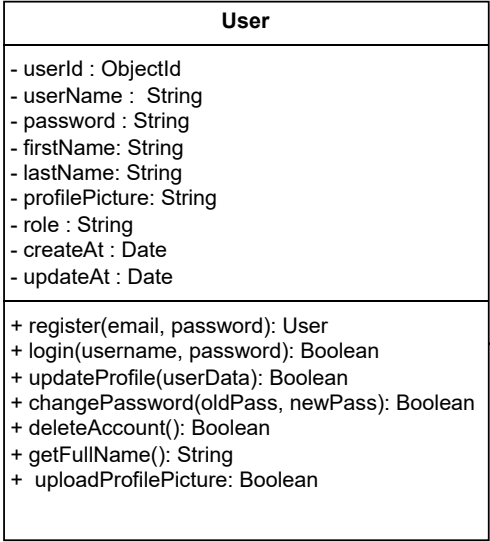 User
- userId : ObjectId
- userName :  String
- password : String
- firstName: String
- lastName: String
- profilePicture: String
- role : String
- createAt : Date
- updateAt : Date
+ register(email, password): User
+ login(username, password): Boolean
+ updateProfile(userData): Boolean
+ changePassword(oldPass, newPass): Boolean
+ deleteAccount(): Boolean
+ getFullName(): String
+  uploadProfilePicture: Boolean